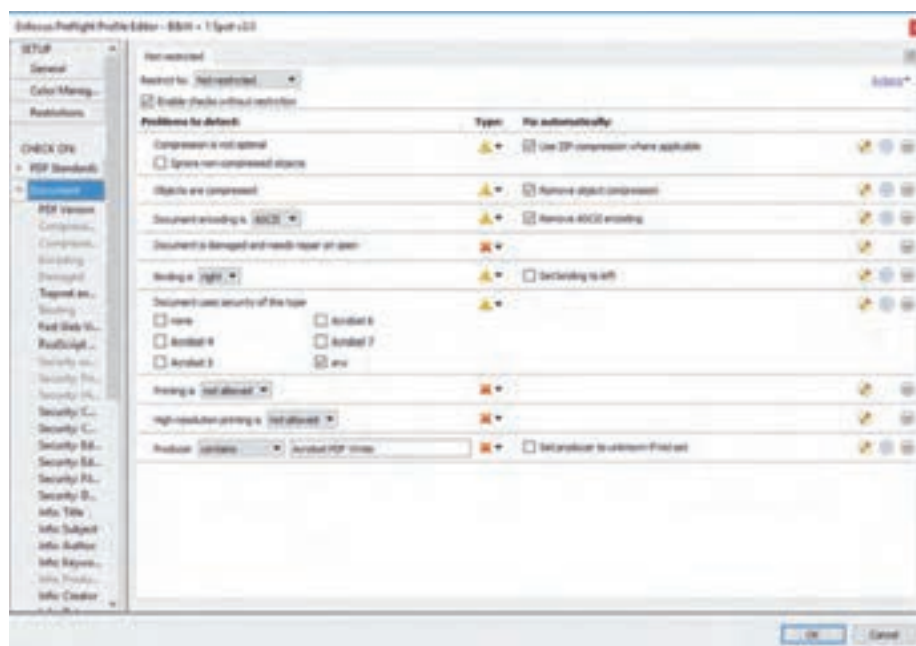 Enfocus Preflight Profile Editor - B&W + 1 Spot v3.0
SETUP
General
Color Manag...
Restrictions
CHECK ON:
PDF Standards
Document
PDF Version
Compress...
Compressi...
Encoding
Damaged
Trapped an...
Binding
Fast Web Vi...
PostScript ...
Security: C...
Security: C...
Security: Ed...
Security: Ed...
Security: D...
Info: Title
Info: Subject
Info: Author
Info: Keywo...
Info: Produ...
Info: Creator
Not restricted
Restrict to: Not restricted
Actions
Enable checks without restriction
Problems to detect: Type: Fix automatically:
Compression is not optimal Use ZIP compression where applicable
Ignore non-compressed objects
Objects are compressed Remove object compression
Document encoding is ASCII Remove ASCII encoding
Document is damaged and needs repair on open
Binding is right Set binding to left
Document uses security of this type
none Acrobat 6
Acrobat 4 Acrobat 7
Acrobat 5 any
Printing is not allowed
High-resolution printing is not allowed
Producer contains Acrobat PDF Writer Set producer to unknown if not set
OK Cancel